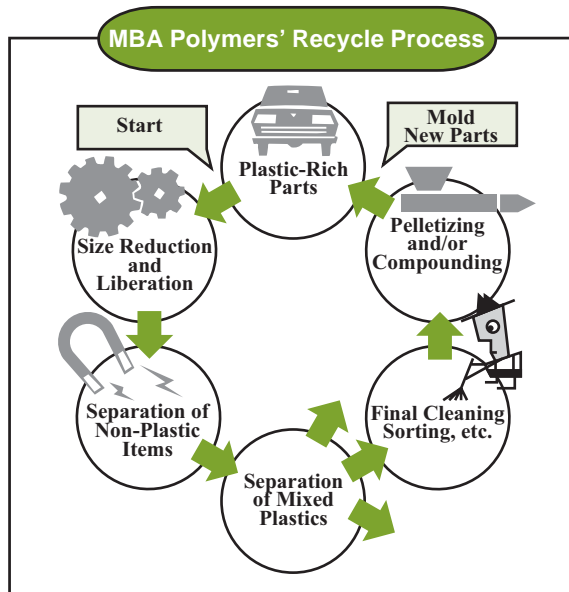 MBA Polymers' Recycle Process
Start
Mold
New Parts
Plastic-Rich
Parts
Size Reduction
and
Liberation
Pelletizing
and/or
Compounding
Separation of
Non-Plastic
Items
Final Cleaning
Sorting, etc.
Separation
of Mixed
Plastics